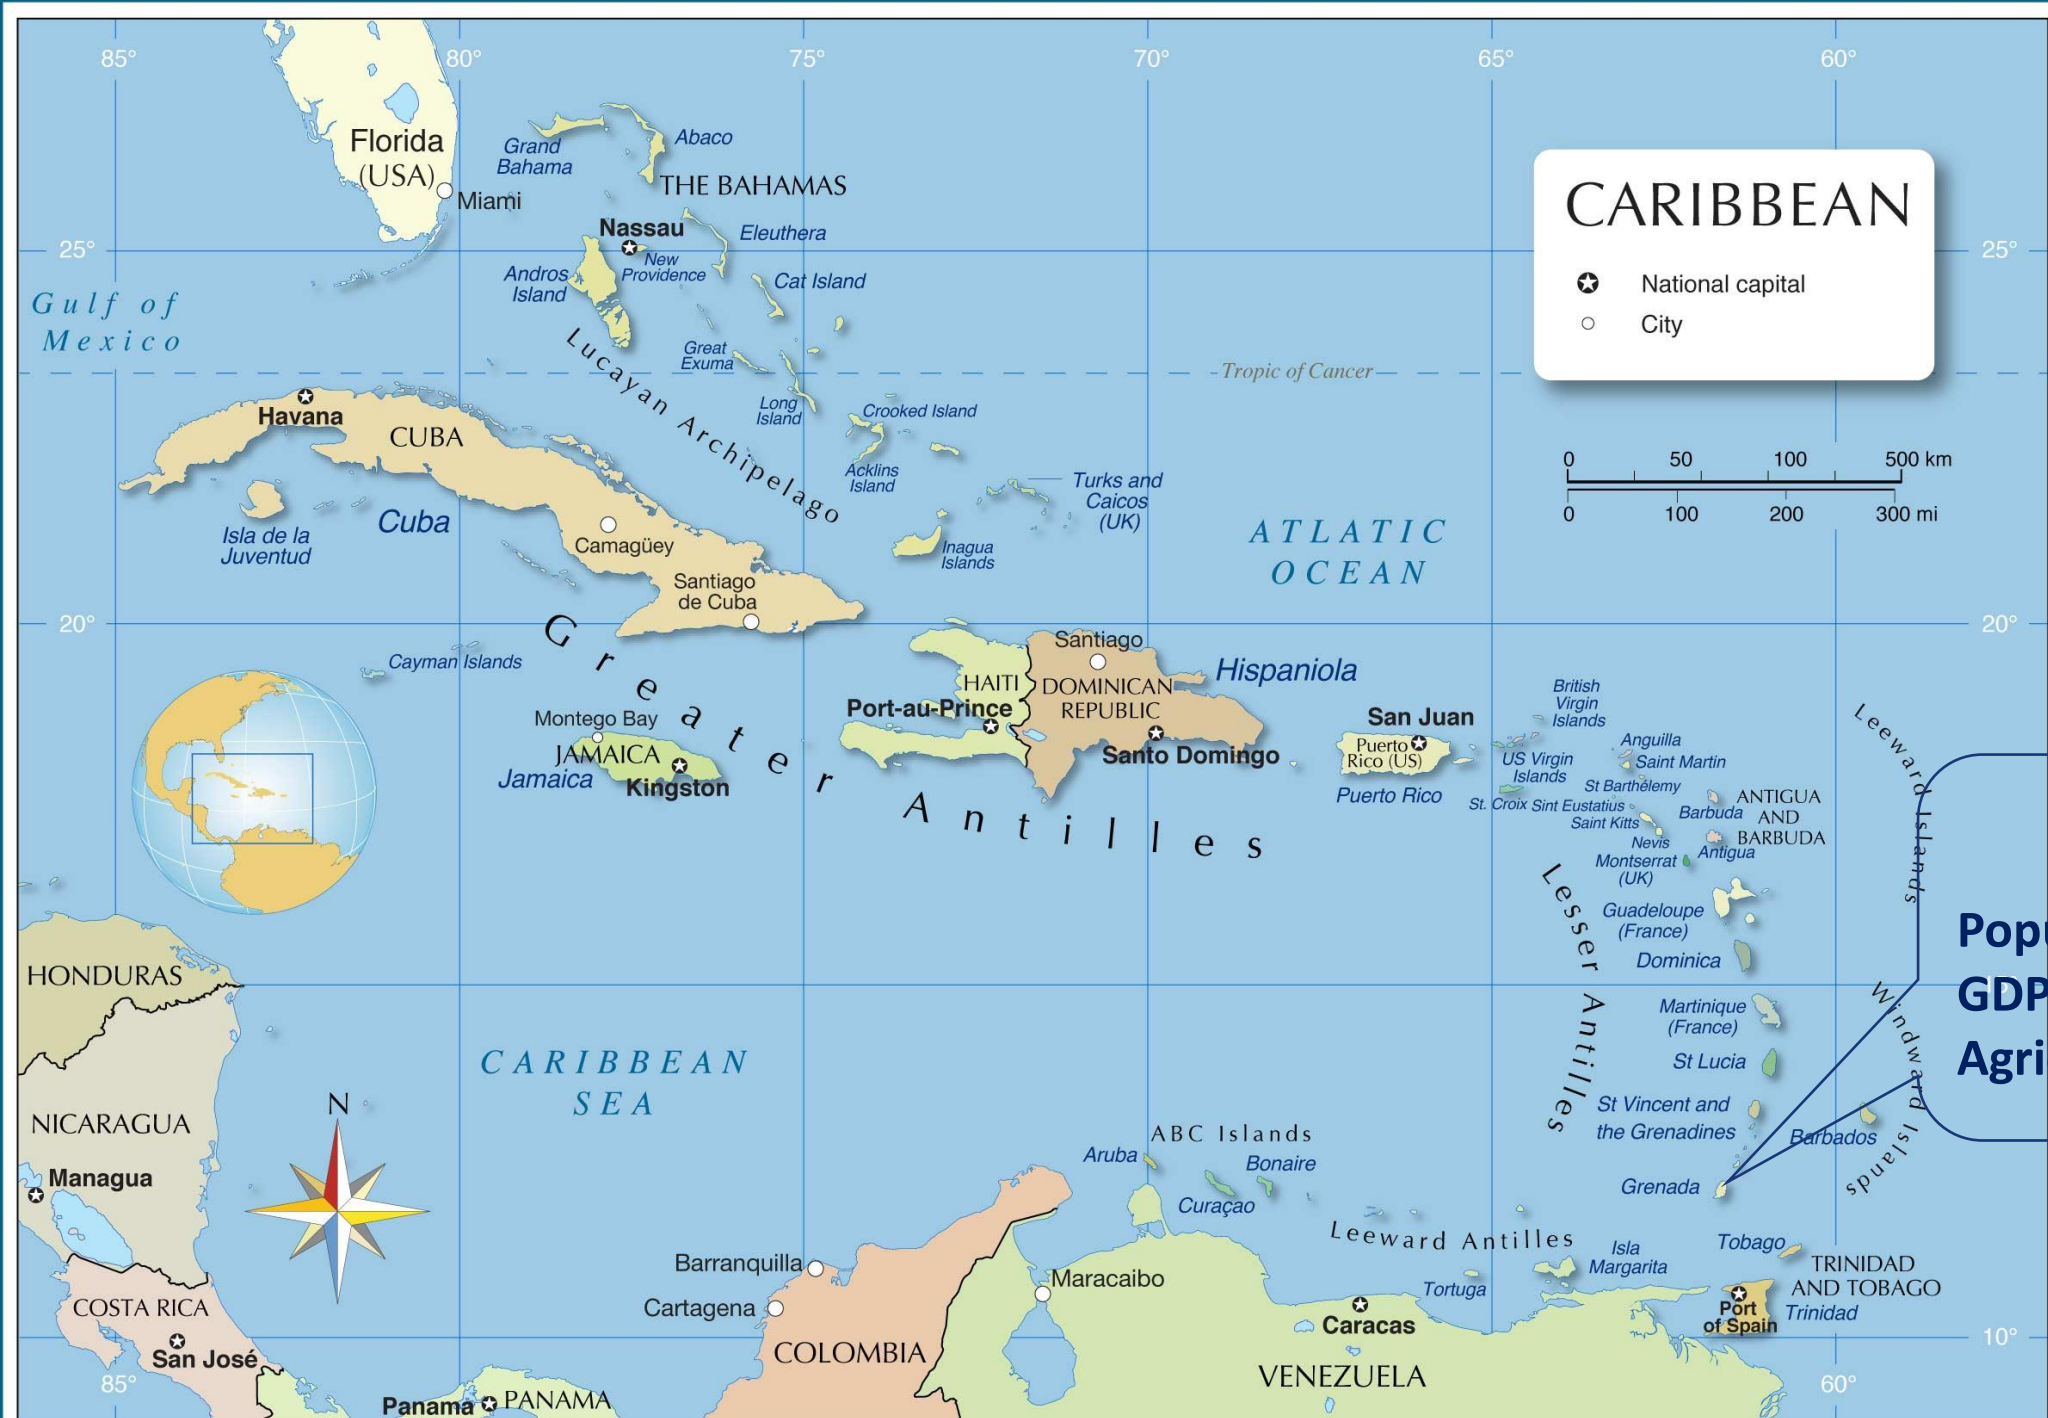 85°
80°
75°
70°
65°
60°
Florida
(USA)
Miami
Grand
Bahama
Abaco
THE BAHAMAS
Nassau
New
Providence
Eleuthera
Andros
Island
Cat Island
25°
25°
CARIBBEAN
National capital
City
Gulf of
Mexico
Lucayan Archipelago
Great
Exuma
Tropic of Cancer
Long
Island
Crooked Island
Acklins
Island
Turks and
Caicos
(UK)
Inagua
Islands
0 50 100 500 km
0 100 200 300 mi
Havana
CUBA
Isla de la
Juventud
Cuba
Camagüey
Santiago
de Cuba
ATLATIC
OCEAN
20°
20°
Cayman Islands
Greater Antilles
Montego Bay
JAMAICA
Jamaica
Kingston
HAITI
Port-au-Prince
Santiago
DOMINICAN
REPUBLIC
Santo Domingo
Hispaniola
San Juan
Puerto
Rico (US)
Puerto Rico
British
Virgin
Islands
US Virgin
Islands
St. Croix
Anguilla
Saint Martin
St Barthélemy
Sint Eustatius
Saint Kitts
Nevis
Barbuda
ANTIGUA
AND
BARBUDA
Antigua
Montserrat
(UK)
Leeward Islands
Guadeloupe
(France)
Dominica
Lesser Antilles
Martinique
(France)
St Lucia
St Vincent and
the Grenadines
Barbados
Windward Islands
Grenada
Popu
GDP
Agri
15°
HONDURAS
NICARAGUA
Managua
CARIBBEAN
SEA
N
ABC Islands
Aruba
Bonaire
Curaçao
Leeward Antilles
Isla
Margarita
Tortuga
Tobago
TRINIDAD
AND TOBAGO
Port
of Spain
Trinidad
COSTA RICA
San José
Barranquilla
Cartagena
Maracaibo
Caracas
COLOMBIA
VENEZUELA
10°
85°
60°
Panama
PANAMA